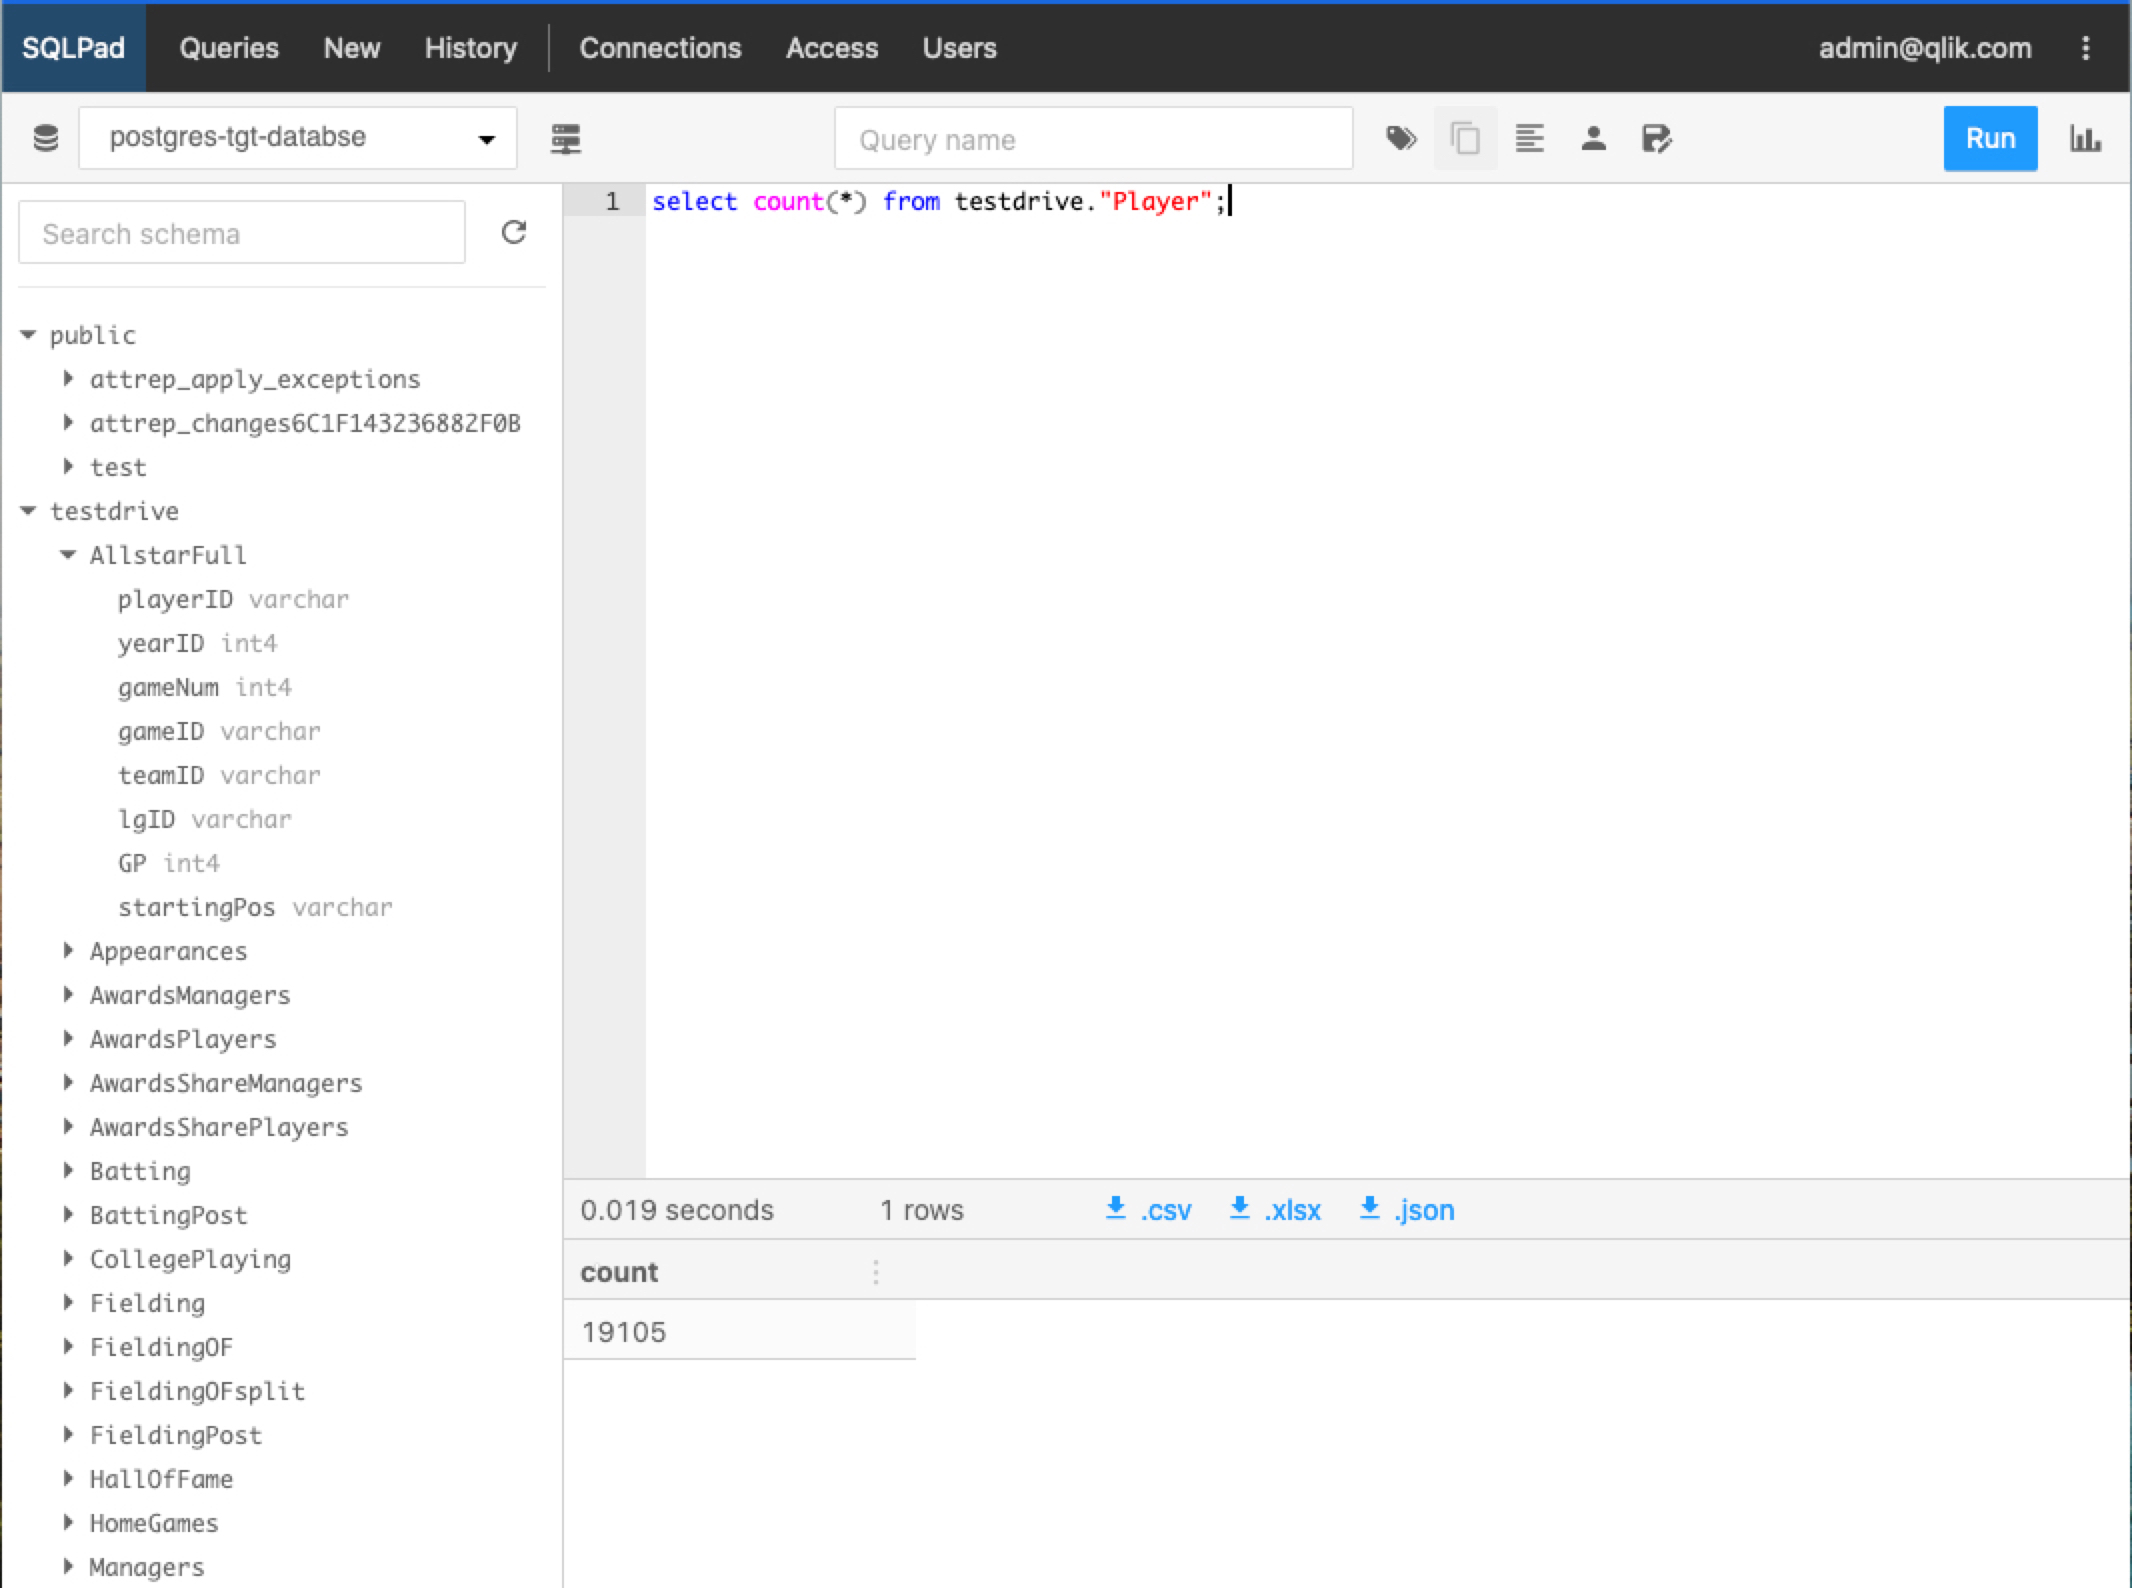 SQLPad Queries New History Connections Access Users admin@qlik.com
postgres-tgt-databse Query name Run
Search schema
1 select count(*) from testdrive."Player";
public
attrep_apply_exceptions
attrep_changes6C1F143236882F0B
test
testdrive
AllstarFull
playerID varchar
yearID int4
gameNum int4
gameID varchar
teamID varchar
lgID varchar
GP int4
startingPos varchar
Appearances
AwardsManagers
AwardsPlayers
AwardsShareManagers
AwardsSharePlayers
Batting
BattingPost
CollegePlaying
Fielding
FieldingOF
FieldingOFsplit
FieldingPost
HallOfFame
HomeGames
Managers
0.019 seconds 1 rows .csv .xlsx .json
count
19105